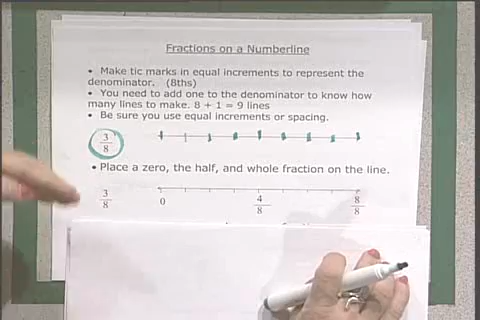 Fractions on a Numberline
• Make tic marks in equal increments to represent the
denominator. (8ths)
• You need to add one to the denominator to know how
many lines to make. 8 + 1 = 9 lines
• Be sure you use equal increments or spacing.
3
8
• Place a zero, the half, and whole fraction on the line.
3 4 8
8 0 8 8